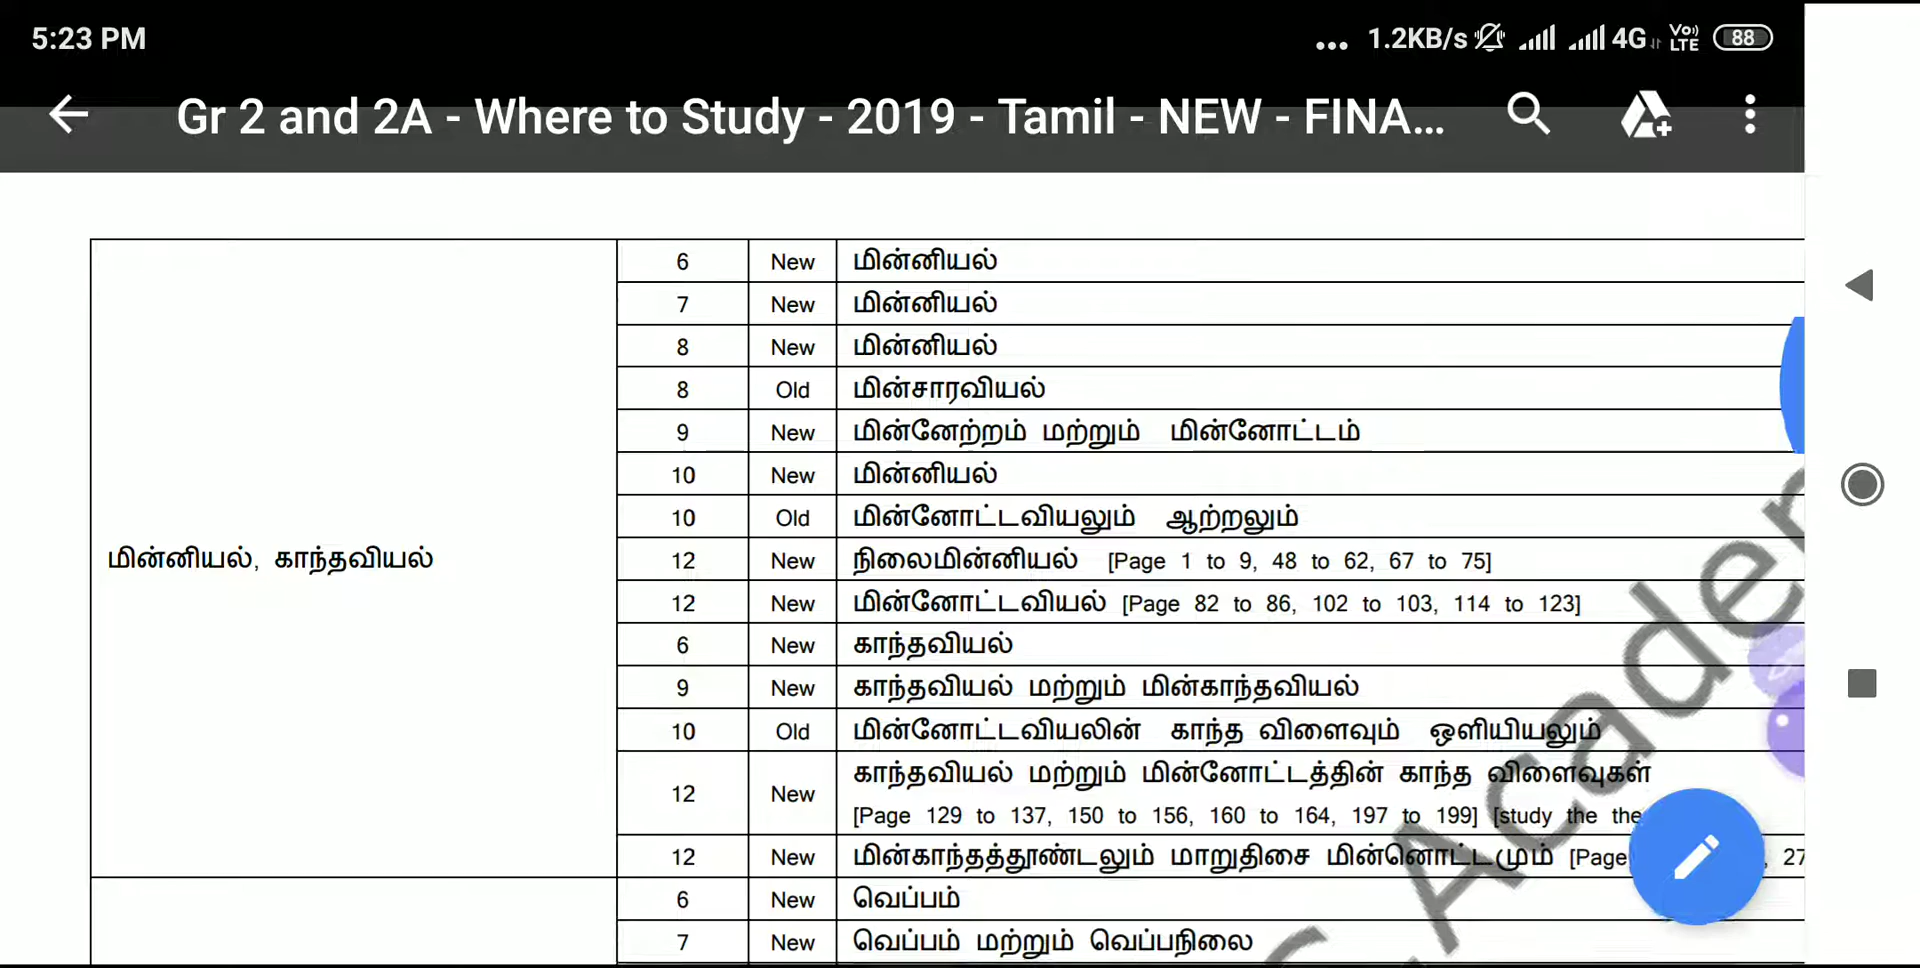 5:23 PM
... 1.2KB/s 4G VoLTE 88
Gr 2 and 2A - Where to Study - 2019 - Tamil - NEW - FINA...
6 New மின்னியல்
7 New மின்னியல்
8 New மின்னியல்
8 Old மின்சாரவியல்
9 New மின்னேற்றம் மற்றும் மின்னோட்டம்
10 New மின்னியல்
10 Old மின்னோட்டவியலும் ஆற்றலும்
மின்னியல், காந்தவியல்
12 New நிலைமின்னியல் [Page 1 to 9, 48 to 62, 67 to 75]
12 New மின்னோட்டவியல் [Page 82 to 86, 102 to 103, 114 to 123]
6 New காந்தவியல்
9 New காந்தவியல் மற்றும் மின்காந்தவியல்
10 Old மின்னோட்டவியலின் காந்த விளைவும் ஒளியியலும்
12 New காந்தவியல் மற்றும் மின்னோட்டத்தின் காந்த விளைவுகள்
[Page 129 to 137, 150 to 156, 160 to 164, 197 to 199] [study the the
12 New மின்காந்தத்தூண்டலும் மாறுதிசை மின்னொட்டமும் [Page , 27
6 New வெப்பம்
7 New வெப்பம் மற்றும் வெப்பநிலை